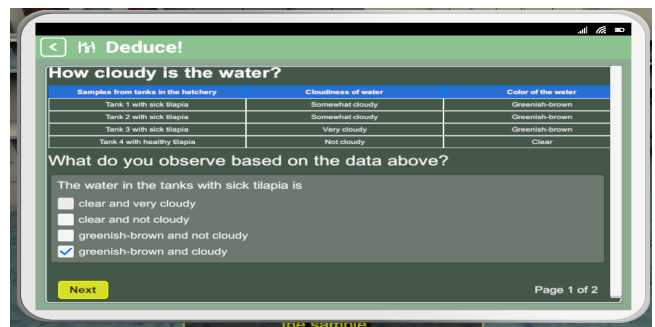 Deduce!
How cloudy is the water?
Samples from tanks in the hatchery Cloudiness of water Color of the water
Tank 1 with sick tilapia Somewhat cloudy Greenish-brown
Tank 2 with sick tilapia Somewhat cloudy Greenish-brown
Tank 3 with sick tilapia Very cloudy Greenish-brown
Tank 4 with healthy tilapia Not cloudy Clear
What do you observe based on the data above?
The water in the tanks with sick tilapia is
clear and very cloudy
clear and not cloudy
greenish-brown and not cloudy
greenish-brown and cloudy
Next Page 1 of 2
the sample